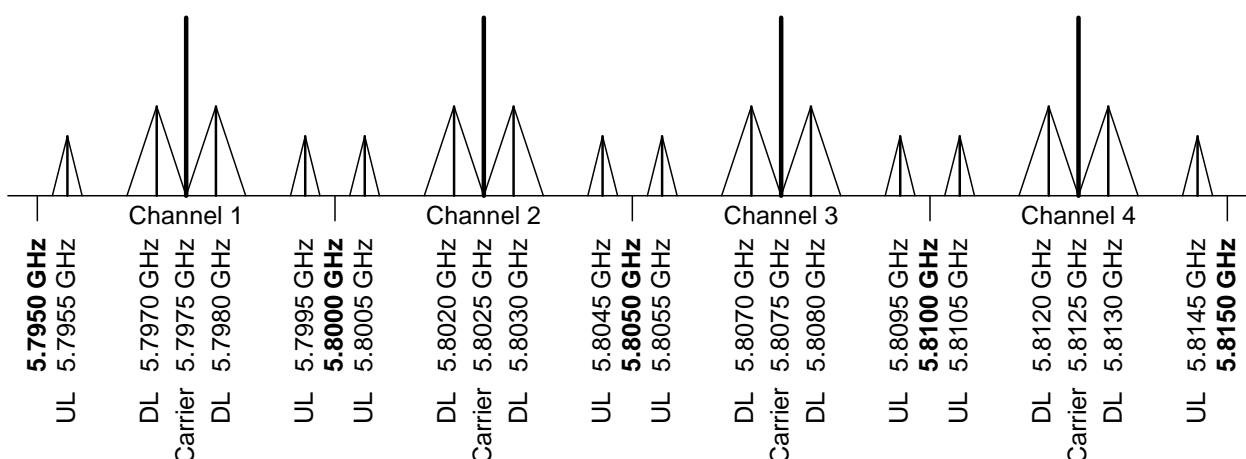 Channel 1
Channel 2
Channel 3
Channel 4
5.7950 GHz
UL 5.7955 GHz
DL 5.7970 GHz
Carrier 5.7975 GHz
DL 5.7980 GHz
UL 5.7995 GHz
5.8000 GHz
UL 5.8005 GHz
DL 5.8020 GHz
Carrier 5.8025 GHz
DL 5.8030 GHz
UL 5.8045 GHz
5.8050 GHz
UL 5.8055 GHz
DL 5.8070 GHz
Carrier 5.8075 GHz
DL 5.8080 GHz
UL 5.8095 GHz
5.8100 GHz
UL 5.8105 GHz
DL 5.8120 GHz
Carrier 5.8125 GHz
DL 5.8130 GHz
UL 5.8145 GHz
5.8150 GHz